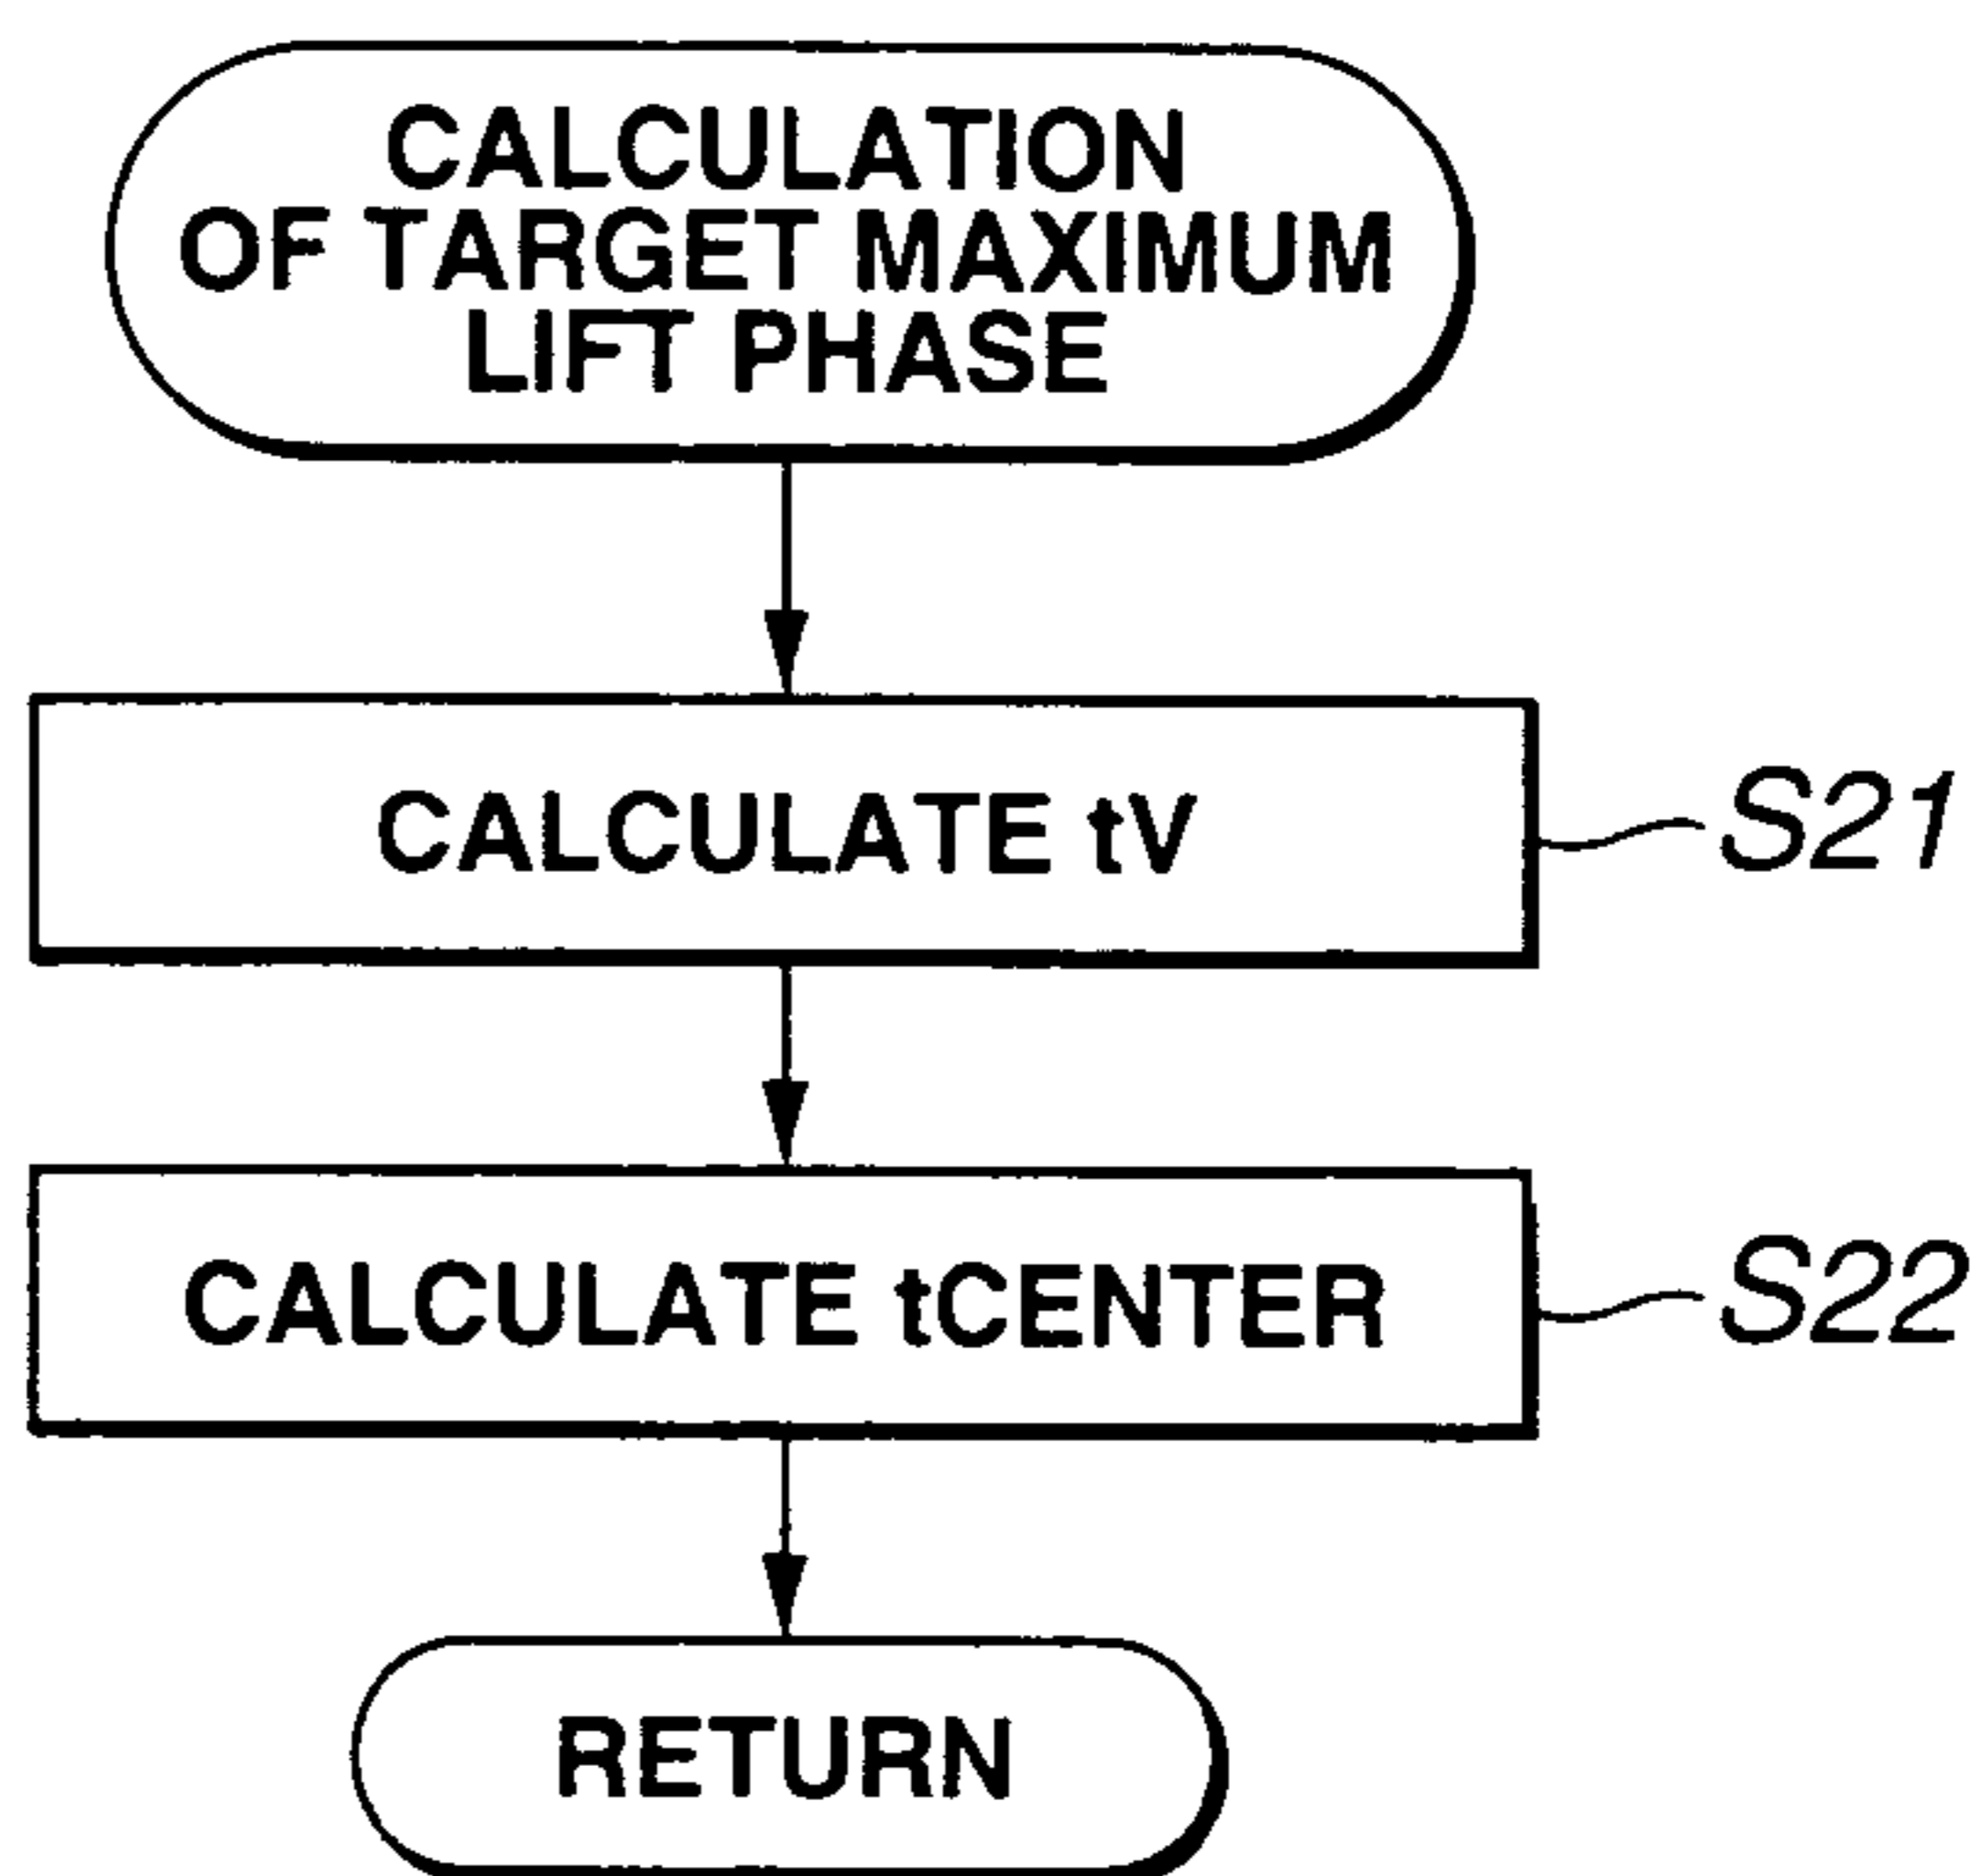 CALCULATION
OF TARGET MAXIMUM
LIFT PHASE
CALCULATE tV
S21
CALCULATE tCENTER
S22
RETURN